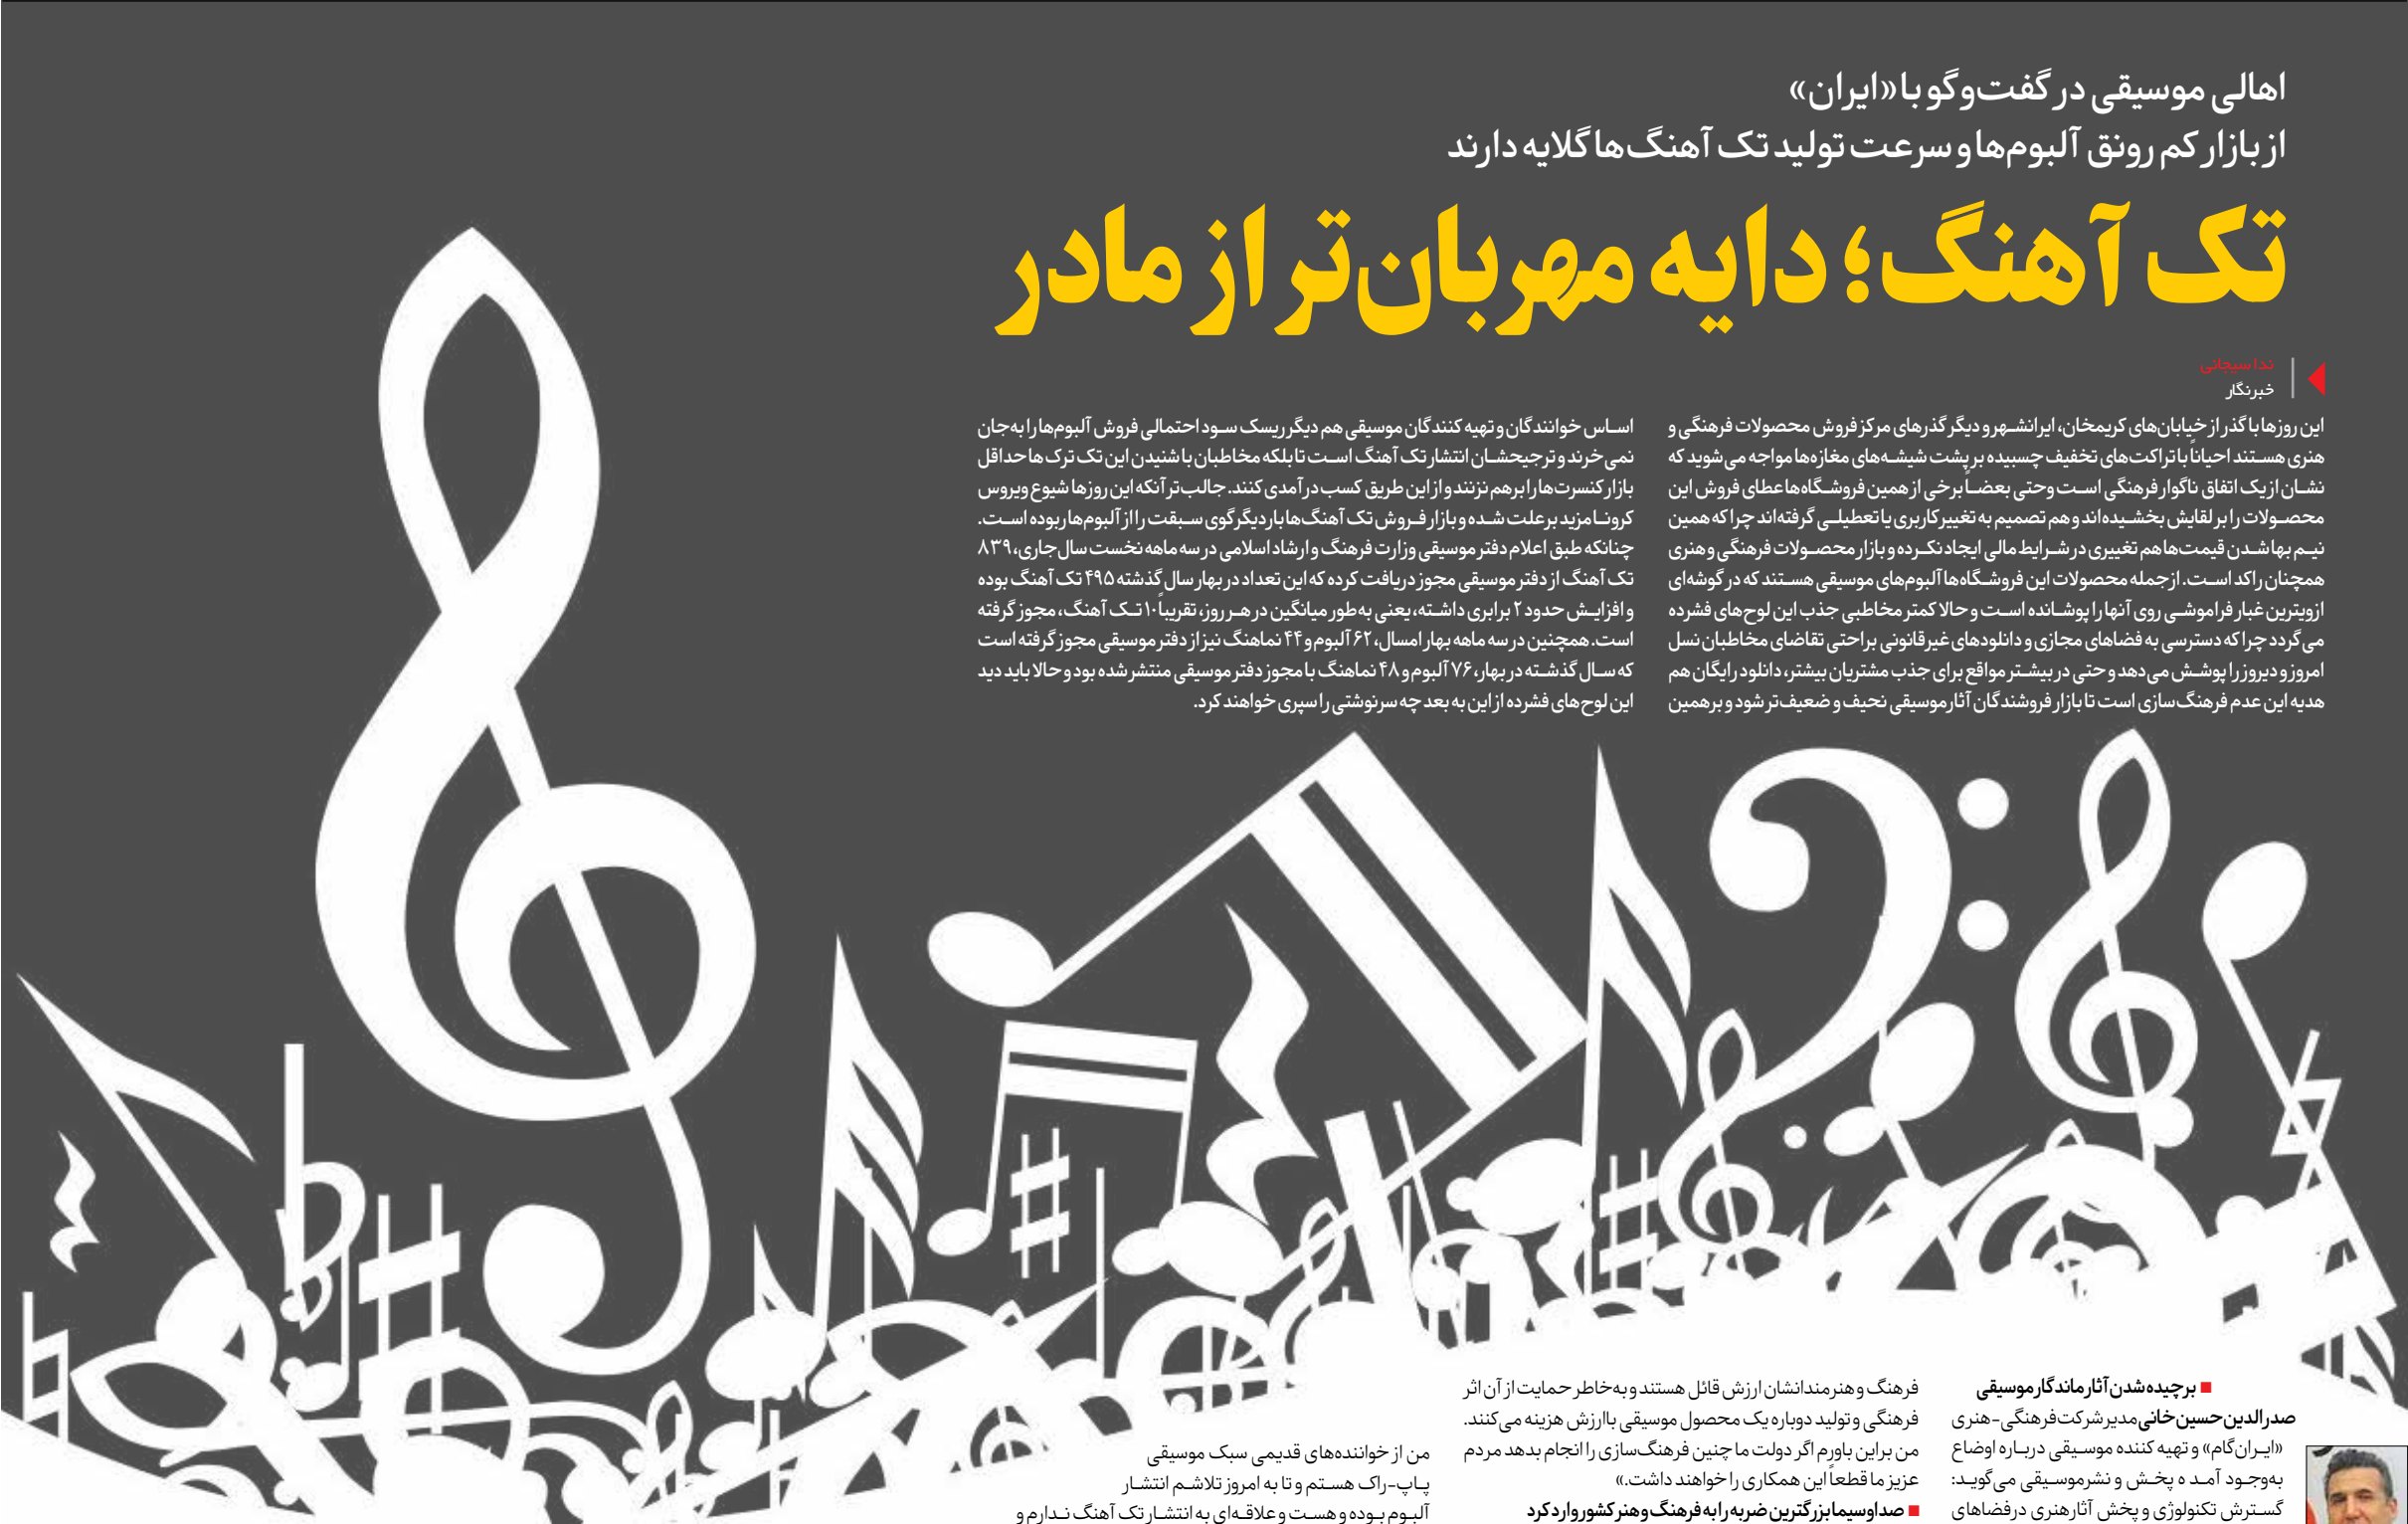 اهالی موسیقی در گفت‌وگو با «ایران»
از بازار کم رونق آلبوم‌ها و سرعت تولید تک آهنگ‌ها گلایه دارند
تک آهنگ؛ دایه مهربان‌تر از مادر
ندا سیجانی
خبرنگار
این روزها با گذر از خیابان‌های کریمخان، ایرانشهر و دیگر گذرهای مرکز فروش محصولات فرهنگی و
هنری هستند احیاناً با تراکت‌های تخفیف چسبیده بر پشت شیشه‌های مغازه‌ها مواجه می‌شوید که
نشان از یک اتفاق ناگوار فرهنگی است و حتی بعضاً برخی از همین فروشگاه‌ها عطای فروش این
محصولات را بر لقایش بخشیده‌اند و هم تصمیم به تغییر کاربری یا تعطیلی گرفته‌اند چرا که همین
نیم بها شدن قیمت‌ها هم تغییری در شرایط مالی ایجاد نکرده و بازار محصولات فرهنگی و هنری
همچنان راکد است. از جمله محصولات این فروشگاه‌ها آلبوم‌های موسیقی هستند که در گوشه‌ای
از ویترین غبار فراموشی روی آنها را پوشانده است و حالا کمتر مخاطبی جذب این لوح‌های فشرده
می‌گردد چرا که دسترسی به فضاهای مجازی و دانلودهای غیرقانونی براحتی تقاضای مخاطبان نسل
امروز و دیروز را پوشش می‌دهد و حتی در بیشتر مواقع برای جذب مشتریان بیشتر، دانلود رایگان هم
هدیه این عدم فرهنگ سازی است تا بازار فروشندگان آثار موسیقی نحیف و ضعیف‌تر شود و بر همین
اساس خوانندگان و تهیه کنندگان موسیقی هم دیگر ریسک سود احتمالی فروش آلبوم‌ها را به‌جان
نمی‌خرند و ترجیحشان انتشار تک آهنگ است تا بلکه مخاطبان با شنیدن این تک ترک‌ها حداقل
بازار کنسرت‌ها را برهم نزنند و از این طریق کسب درآمدی کنند. جالب‌تر آنکه این روزها شیوع ویروس
کرونا مزید بر علت شده و بازار فروش تک آهنگ‌ها بار دیگر گوی سبقت را از آلبوم‌ها ربوده است.
چنانکه طبق اعلام دفتر موسیقی وزارت فرهنگ و ارشاد اسلامی در سه ماهه نخست سال جاری، ۸۳۹
تک آهنگ از دفتر موسیقی مجوز دریافت کرده که این تعداد در بهار سال گذشته ۴۹۵ تک آهنگ بوده
و افزایش حدود ۲ برابری داشته، یعنی به‌طور میانگین در هر روز، تقریباً ۱۰ تک آهنگ، مجوز گرفته
است. همچنین در سه ماهه بهار امسال، ۶۲ آلبوم و ۴۴ نماهنگ نیز از دفتر موسیقی مجوز گرفته است
که سال گذشته در بهار، ۷۶ آلبوم و ۴۸ نماهنگ با مجوز دفتر موسیقی منتشر شده بود و حالا باید دید
این لوح‌های فشرده از این به بعد چه سرنوشتی را سپری خواهند کرد.
برچیده شدن آثار ماندگار موسیقی
صدرالدین حسین خانی مدیر شرکت فرهنگی-هنری
«ایران گام» و تهیه کننده موسیقی درباره اوضاع
به‌وجود آمد ه پخش و نشر موسیقی می‌گوید:
گسترش تکنولوژی و پخش آثار هنری در فضاهای
فرهنگ و هنرمندانشان ارزش قائل هستند و به‌خاطر حمایت از آن اثر
فرهنگی و تولید دوباره یک محصول موسیقی باارزش هزینه می‌کنند.
من براین باورم اگر دولت ما چنین فرهنگ‌سازی را انجام بدهد مردم
عزیز ما قطعاً این همکاری را خواهند داشت.»
صداوسیما بزرگترین ضربه را به فرهنگ و هنر کشور وارد کرد
من از خواننده‌های قدیمی سبک موسیقی
پاپ-راک هستم و تا به امروز تلاشم انتشار
آلبوم بوده و هست و علاقه‌ای به انتشار تک آهنگ ندارم و